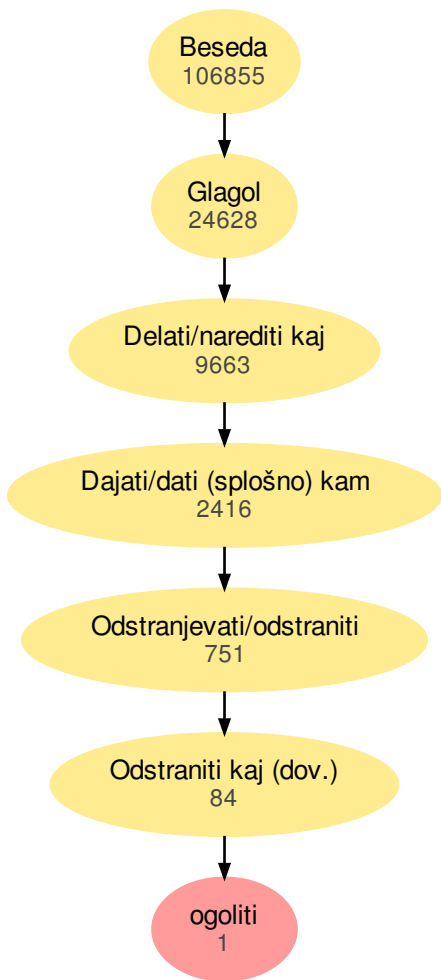 Beseda
106855
Glagol
24628
Delati/narediti kaj
9663
Dajati/dati (splošno) kam
2416
Odstranjevati/odstraniti
751
Odstraniti kaj (dov.)
84
ogoliti
1